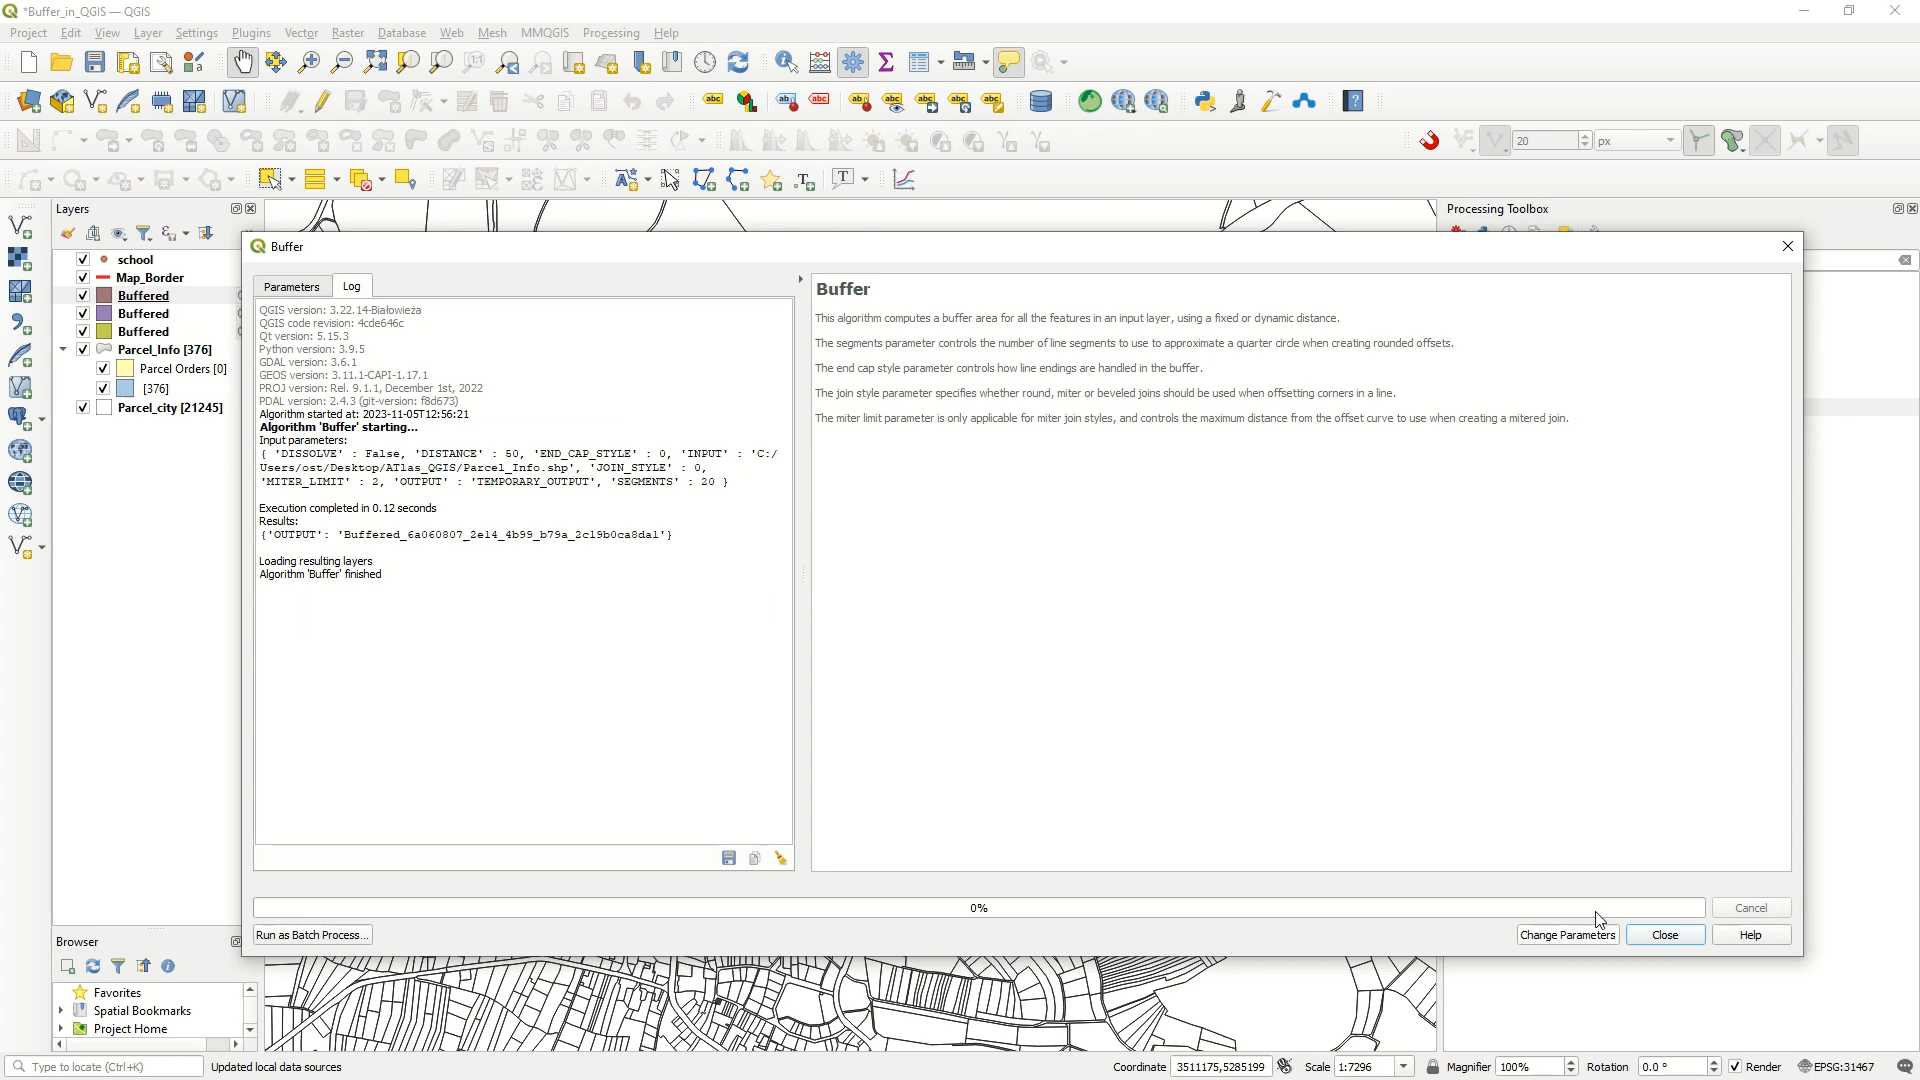 *Buffer_in_QGIS — QGIS
Project Edit View Layer Settings Plugins Vector Raster Database Web Mesh MMQGIS Processing Help
20 px
Layers
Processing Toolbox
school
Map_Border
Buffered
Buffered
Buffered
Parcel_Info [376]
Parcel Orders [0]
[376]
Parcel_city [21245]
Buffer
Parameters Log
QGIS version: 3.22.14-Białowieża
QGIS code revision: 4cde646c
Qt version: 5.15.3
Python version: 3.9.5
GDAL version: 3.6.1
GEOS version: 3.11.1-CAPI-1.17.1
PROJ version: Rel. 9.1.1, December 1st, 2022
PDAL version: 2.4.3 (git-version: f8d673)
Algorithm started at: 2023-11-05T12:56:21
Algorithm 'Buffer' starting...
Input parameters:
{ 'DISSOLVE' : False, 'DISTANCE' : 50, 'END_CAP_STYLE' : 0, 'INPUT' : 'C:/
Users/ost/Desktop/ATlas_QGIS/Parcel_Info.shp', 'JOIN_STYLE' : 0,
'MITER_LIMIT' : 2, 'OUTPUT' : 'TEMPORARY_OUTPUT', 'SEGMENTS' : 20 }
Execution completed in 0.12 seconds
Results:
{'OUTPUT': 'Buffered_6a060807_2e14_4b99_b79a_2c19b0ca8da1'}
Loading resulting layers
Algorithm 'Buffer' finished
Buffer
This algorithm computes a buffer area for all the features in an input layer, using a fixed or dynamic distance.
The segments parameter controls the number of line segments to use to approximate a quarter circle when creating rounded offsets.
The end cap style parameter controls how line endings are handled in the buffer.
The join style parameter specifies whether round, miter or beveled joins should be used when offsetting corners in a line.
The miter limit parameter is only applicable for miter join styles, and controls the maximum distance from the offset curve to use when creating a mitered join.
0% Cancel
Run as Batch Process... Change Parameters Close Help
Browser
Favorites
Spatial Bookmarks
Project Home
Type to locate (Ctrl+K) Updated local data sources Coordinate 3511175,5285199 Scale 1:7296 Magnifier 100% Rotation 0.0 ° Render EPSG:31467